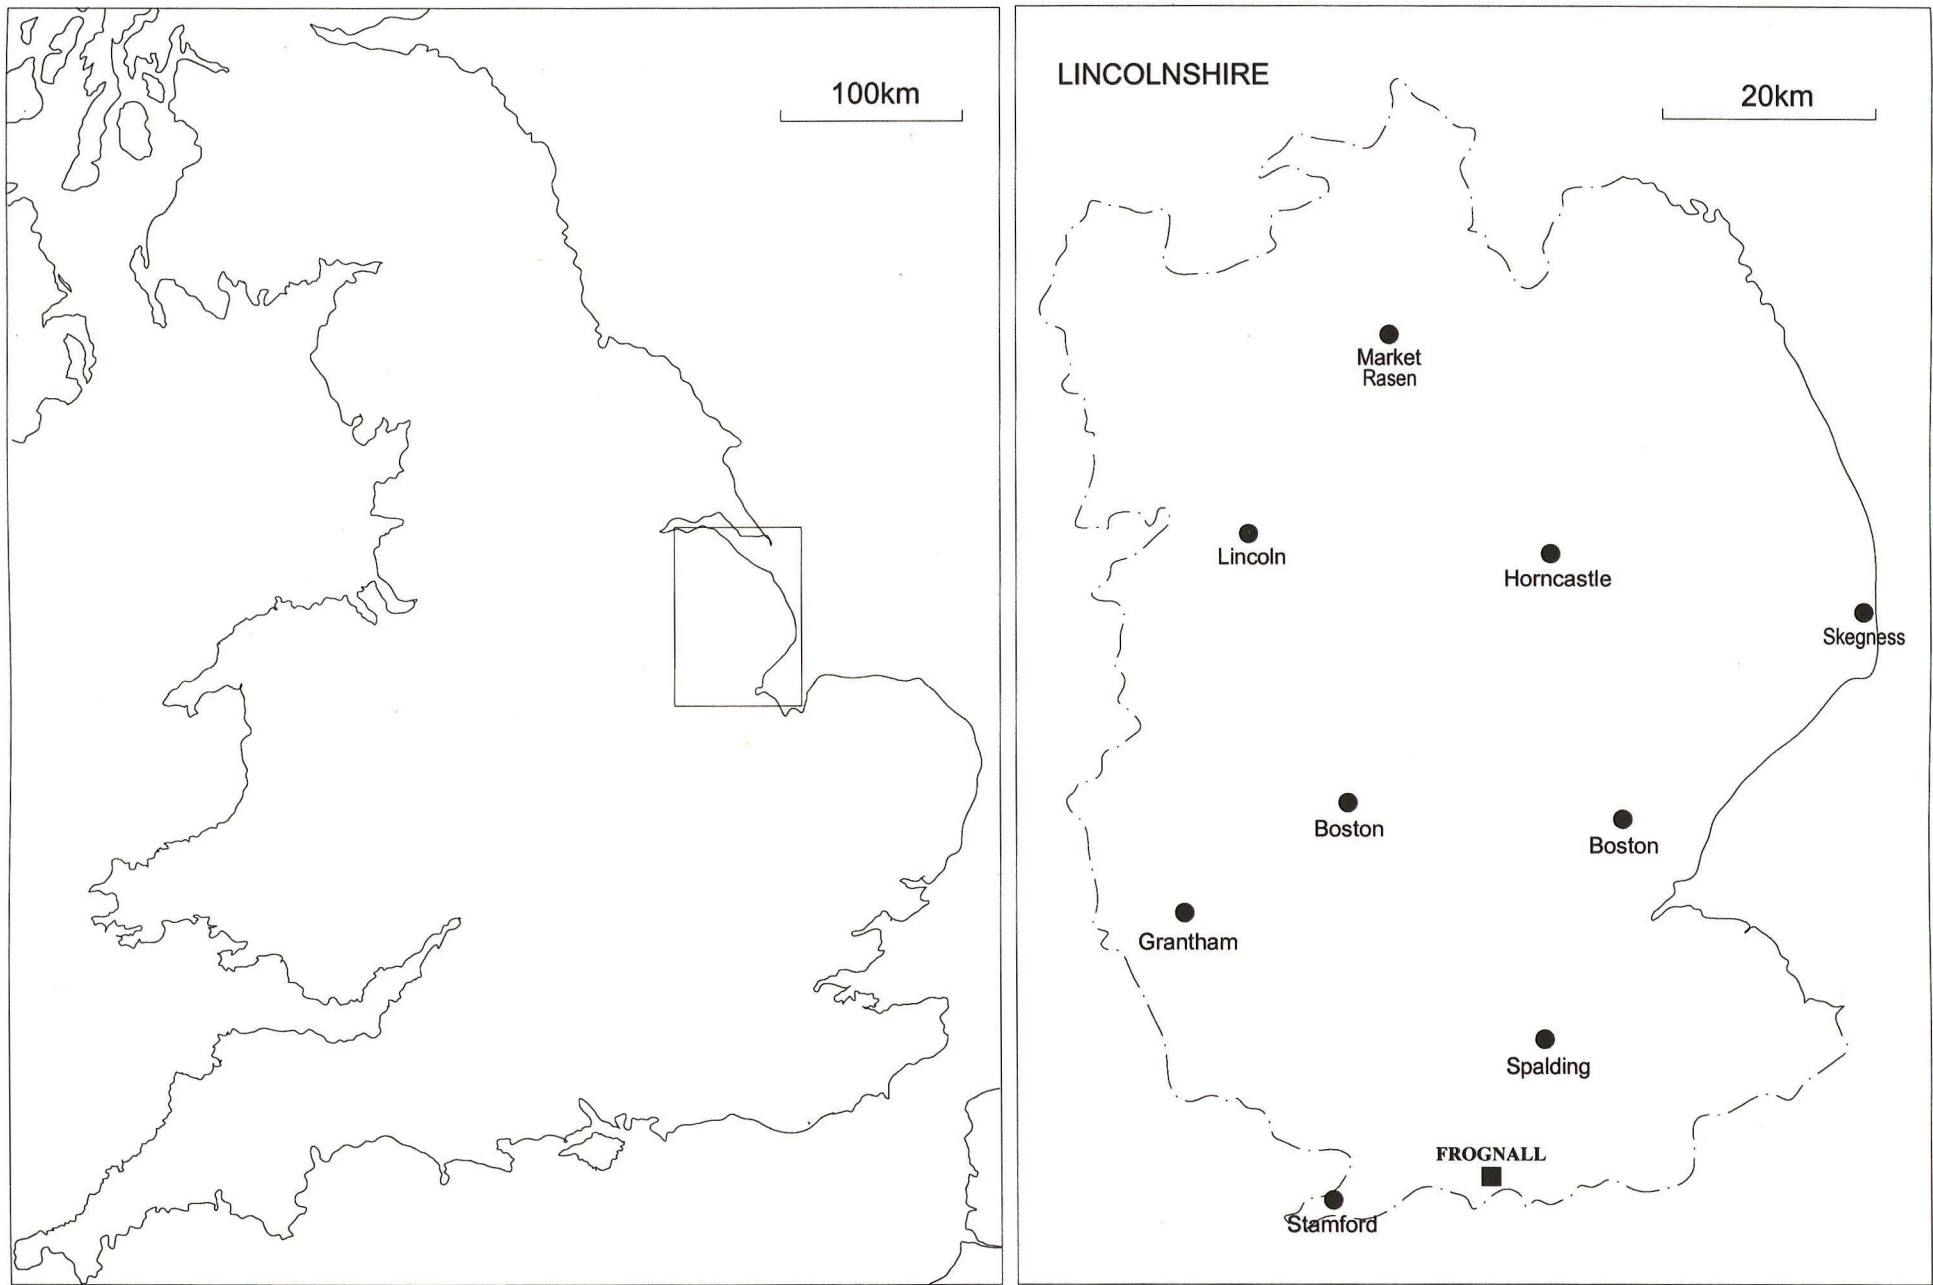 100km
LINCOLNSHIRE
20km
Market
Rasen
Lincoln
Horncastle
Skegness
Boston
Boston
Grantham
Spalding
FROGNALL
Stamford